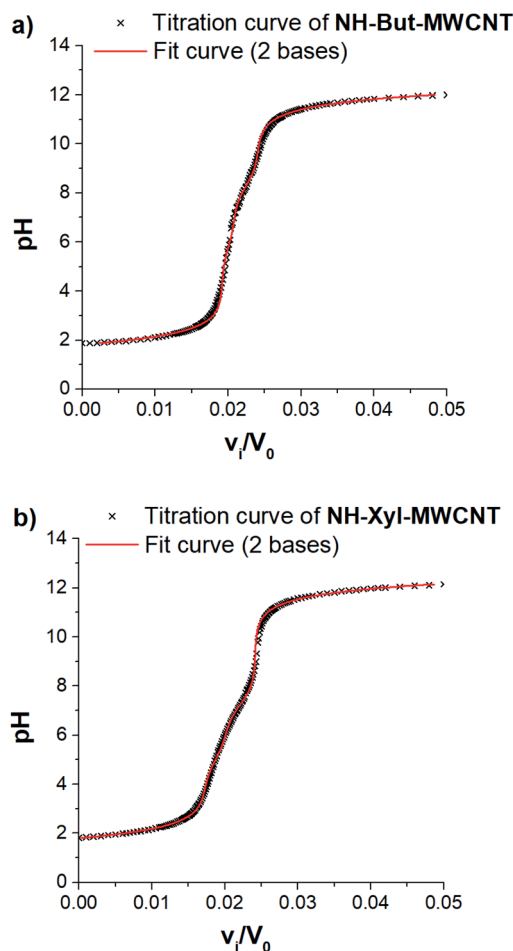 a)
× Titration curve of NH-But-MWCNT
Fit curve (2 bases)
14
12
10
8
6
4
2
0
pH
0.00 0.01 0.02 0.03 0.04 0.05
vi/V0
b)
× Titration curve of NH-Xyl-MWCNT
Fit curve (2 bases)
14
12
10
8
6
4
2
0
pH
0.00 0.01 0.02 0.03 0.04 0.05
vi/V0